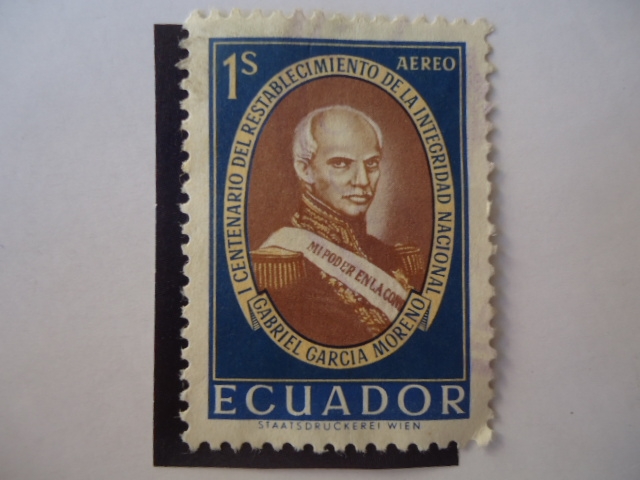 1S
AEREO
I CENTENARIO DEL RESTABLECIMIENTO DE LA INTEGRIDAD NACIONAL
MI PODER EN LA CON
GABRIEL GARCIA MORENO
ECUADOR
STAATSDRUCKEREI WIEN